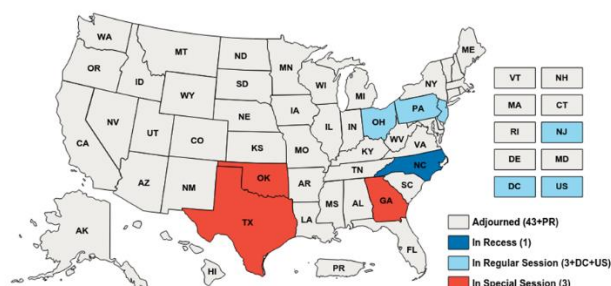 WA
MT
ND
MN
ME
OR
ID
SD
WI
NY
WY
MI
IA
PA
NE
NV
OH
IL
IN
UT
CO
WV
VA
KS
MO
KY
CA
NC
TN
OK
AR
SC
AZ
NM
MS
AL
GA
TX
LA
FL
AK
HI
PR
VT NH
MA CT
RI NJ
DE MD
DC US
Adjourned (43+PR)
In Recess (1)
In Regular Session (3+DC+US)
In Special Session (3)